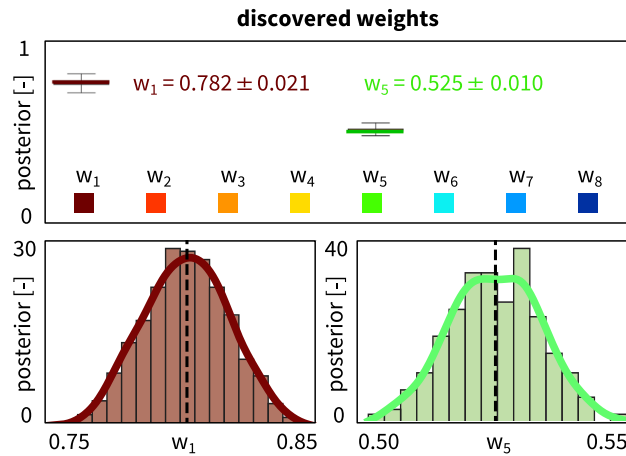 discovered weights
1
posterior [-]
0
w₁ = 0.782 ± 0.021
w₅ = 0.525 ± 0.010
w₁ w₂ w₃ w₄ w₅ w₆ w₇ w₈
30
posterior [-]
0
0.75 w₁ 0.85
40
posterior [-]
0
0.50 w₅ 0.55